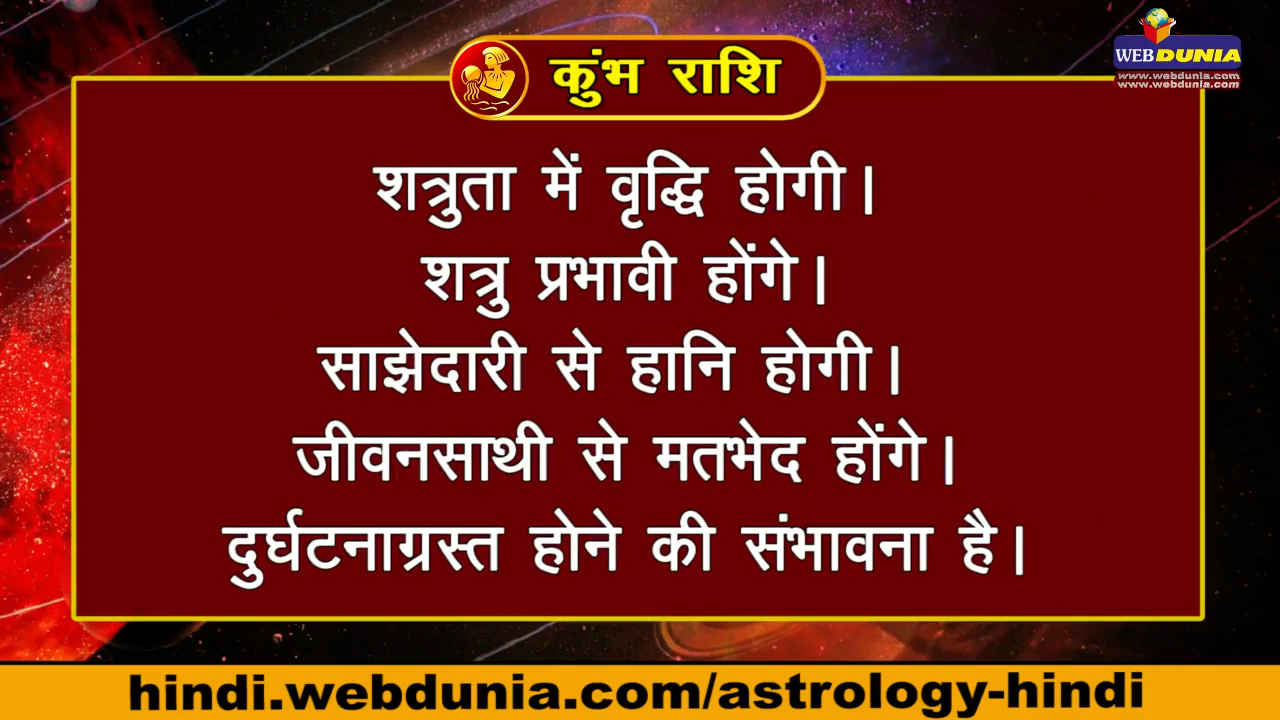 WEBDUNIA
www.webdunia.com
www.webdunia.com
कुंभ राशि
शत्रुता में वृद्धि होगी।
शत्रु प्रभावी होंगे।
साझेदारी से हानि होगी।
जीवनसाथी से मतभेद होंगे।
दुर्घटनाग्रस्त होने की संभावना है।
hindi.webdunia.com/astrology-hindi